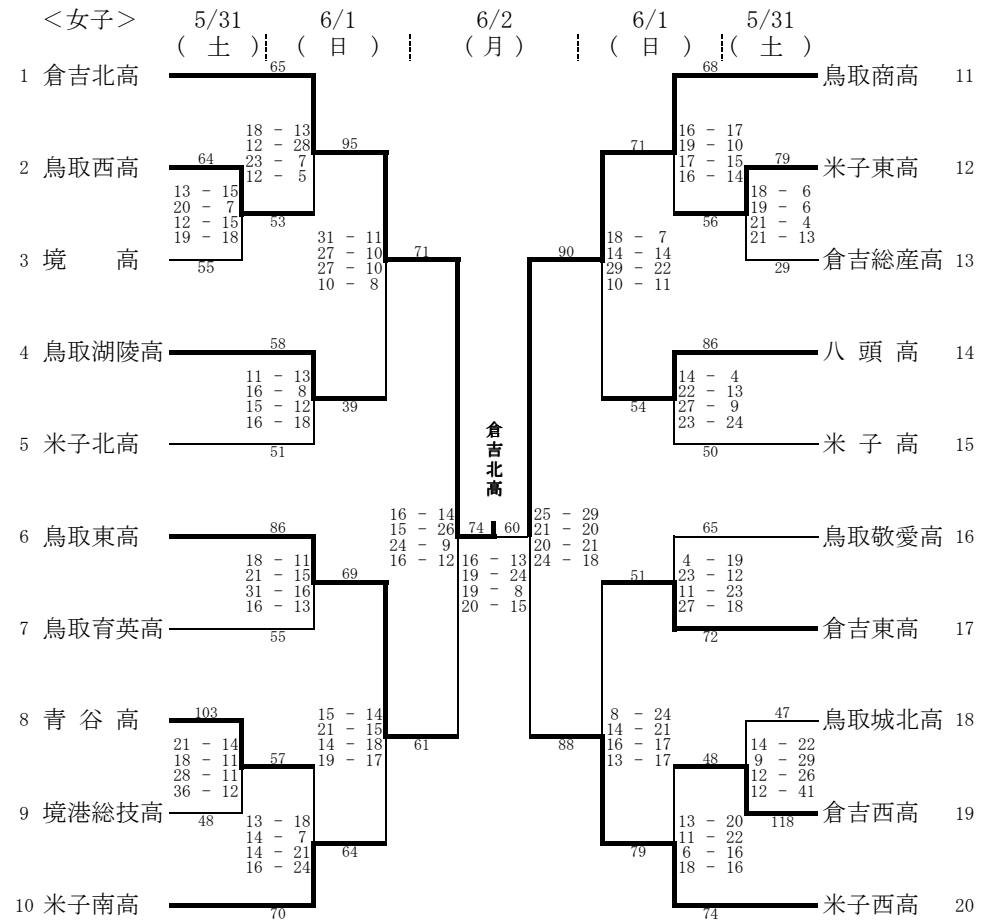 ＜女子＞ 5/31 6/1 6/2 6/1 5/31
( 土 ) ( 日 ) ( 月 ) ( 日 ) ( 土 )
1 倉吉北高 65 68 鳥取商高 11
18 - 13 16 - 17
12 - 28 95 71 19 - 10
2 鳥取西高 64 23 - 7 17 - 15 79 米子東高 12
12 - 5 16 - 14
13 - 15 18 - 6
20 - 7 19 - 6
12 - 15 53 56 21 - 4
19 - 18 21 - 13
31 - 11 18 - 7
27 - 10 71 90 14 - 14
3 境 高 55 27 - 10 29 - 22 29 倉吉総産高 13
10 - 8 10 - 11
4 鳥取湖陵高 58 86 八頭高 14
11 - 13 14 - 4
16 - 8 22 - 13
15 - 12 39 54 27 - 9
16 - 18 23 - 24
5 米子北高 51 50 米子高 15
倉吉北高
16 - 14 25 - 29
15 - 26 74 60 21 - 20
24 - 9 20 - 21
16 - 12 24 - 18
6 鳥取東高 86 65 鳥取敬愛高 16
16 - 13
19 - 24
19 - 8
20 - 15
18 - 11 4 - 19
21 - 15 69 51 23 - 12
31 - 16 11 - 23
16 - 13 27 - 18
7 鳥取育英高 55 72 倉吉東高 17
8 青谷高 103 47 鳥取城北高 18
15 - 14 8 - 24
21 - 15 14 - 21
14 - 18 61 88 16 - 17
19 - 17 13 - 17
21 - 14 14 - 22
18 - 11 57 48 9 - 29
28 - 11 12 - 26
36 - 12 12 - 41
9 境港総技高 48 118 倉吉西高 19
13 - 18 13 - 20
14 - 7 11 - 22
14 - 21 64 79 6 - 16
16 - 24 18 - 16
10 米子南高 70 74 米子西高 20